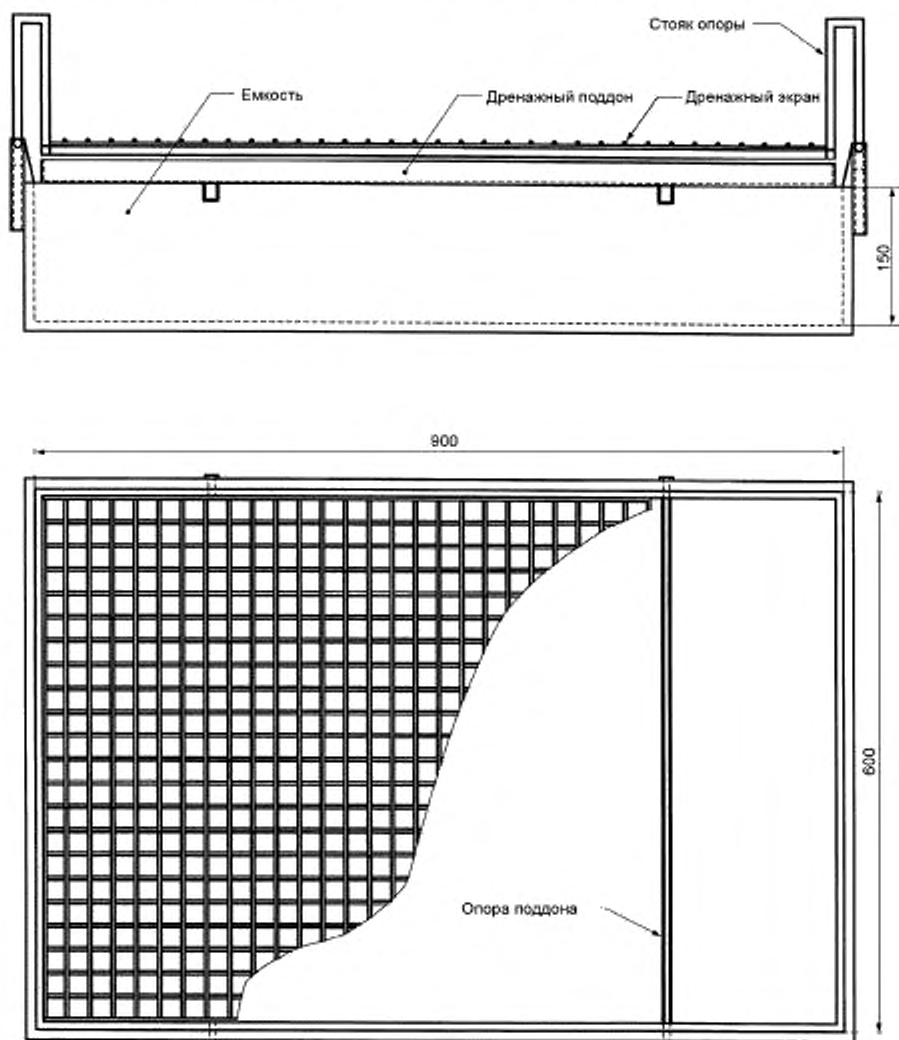 Стояк опоры
Емкость
Дренажный поддон
Дренажный экран
150
900
600
Опора поддона